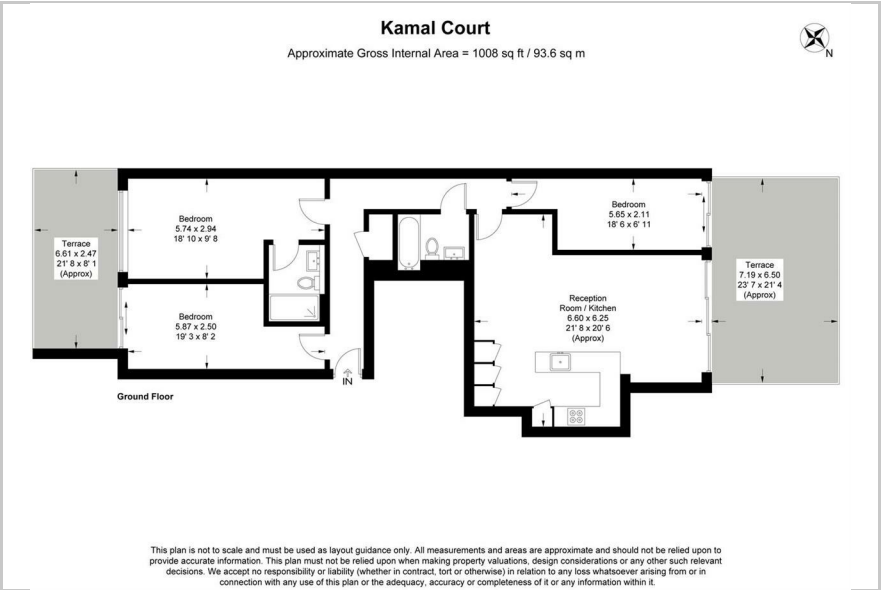 Kamal Court
Approximate Gross Internal Area = 1008 sq ft / 93.6 sq m
N
Bedroom
5.74 x 2.94
18' 10 x 9' 8
Bedroom
5.65 x 2.11
18' 6 x 6' 11
Terrace
6.61 x 2.47
21' 8 x 8' 1
(Approx)
Terrace
7.19 x 6.50
23' 7 x 21' 4
(Approx)
Bedroom
5.87 x 2.50
19' 3 x 8' 2
Reception
Room / Kitchen
6.60 x 6.25
21' 8 x 20' 6
(Approx)
IN
Ground Floor
This plan is not to scale and must be used as layout guidance only. All measurements and areas are approximate and should not be relied upon to
provide accurate information. This plan must not be relied upon when making property valuations, design considerations or any other such relevant
decisions. We accept no responsibility or liability (whether in contract, tort or otherwise) in relation to any loss whatsoever arising from or in
connection with any use of this plan or the adequacy, accuracy or completeness of it or any information within it.